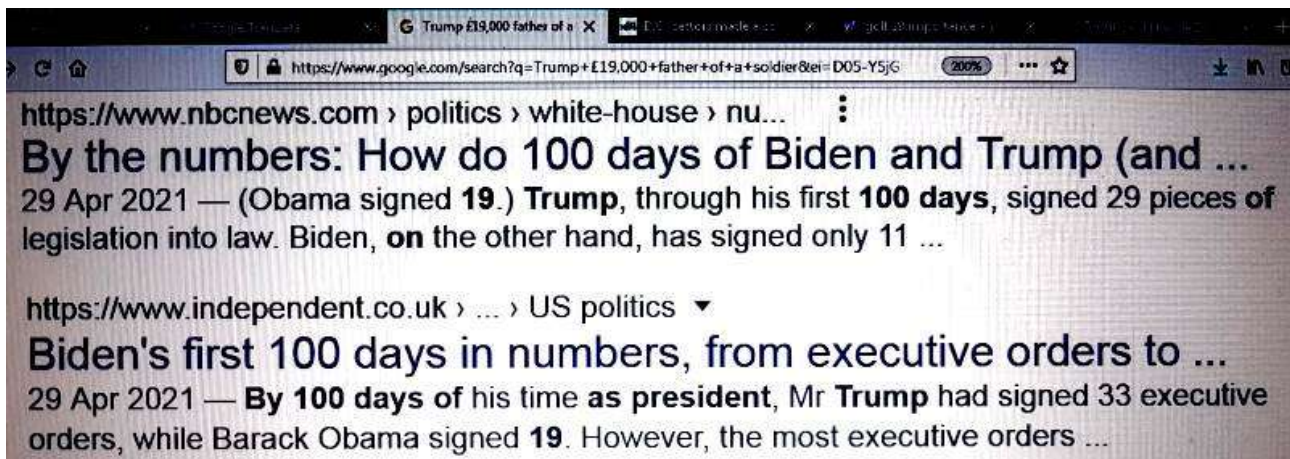 Trump £19,000 father of a
https://www.google.com/search?q=Trump+£19,000+father+of+a+soldier&ei=D05-Y5jG 200%
https://www.nbcnews.com › politics › white-house › nu...
By the numbers: How do 100 days of Biden and Trump (and ...
29 Apr 2021 — (Obama signed 19.) Trump, through his first 100 days, signed 29 pieces of
legislation into law. Biden, on the other hand, has signed only 11 ...
https://www.independent.co.uk › ... › US politics
Biden's first 100 days in numbers, from executive orders to ...
29 Apr 2021 — By 100 days of his time as president, Mr Trump had signed 33 executive
orders, while Barack Obama signed 19. However, the most executive orders ...